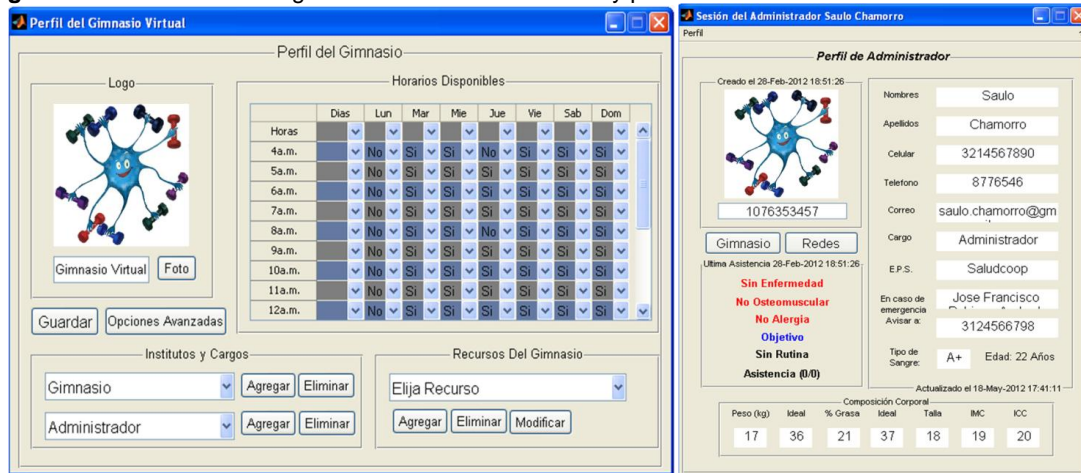 Perfil del Gimnasio Virtual
Perfil del Gimnasio
Logo
Gimnasio Virtual Foto
Guardar Opciones Avanzadas
Horarios Disponibles
Dias Lun Mar Mie Jue Vie Sab Dom
Horas
4a.m. No Si Si No Si Si Si
5a.m. No Si Si Si Si Si Si
6a.m. No Si Si Si Si Si Si
7a.m. No Si Si Si Si Si Si
8a.m. No Si Si No Si Si Si
9a.m. No Si Si Si Si Si Si
10a.m. No Si Si Si Si Si Si
11a.m. No Si Si Si Si Si Si
12a.m. No Si Si Si Si Si Si
Institutos y Cargos
Gimnasio Agregar Eliminar
Administrador Agregar Eliminar
Recursos Del Gimnasio
Elija Recurso
Agregar Eliminar Modificar
Sesión del Administrador Saulo Chamorro
Perfil
Perfil de Administrador
Creado el 28-Feb-2012 18:51:26
1076353457
Gimnasio Redes
Ultima Asistencia 28-Feb-2012 18:51:26
Sin Enfermedad
No Osteomuscular
No Alergia
Objetivo
Sin Rutina
Asistencia (0/0)
Nombres Saulo
Apellidos Chamorro
Celular 3214567890
Telefono 8776546
Correo saulo.chamorro@gm
Cargo Administrador
E.P.S. Saludcoop
En caso de emergencia Avisar a: Jose Francisco
3124566798
Tipo de Sangre: A+ Edad: 22 Años
Actualizado el 18-May-2012 17:41:11
Composición Corporal
Peso (kg) Ideal % Grasa Ideal Talla IMC ICC
17 36 21 37 18 19 20